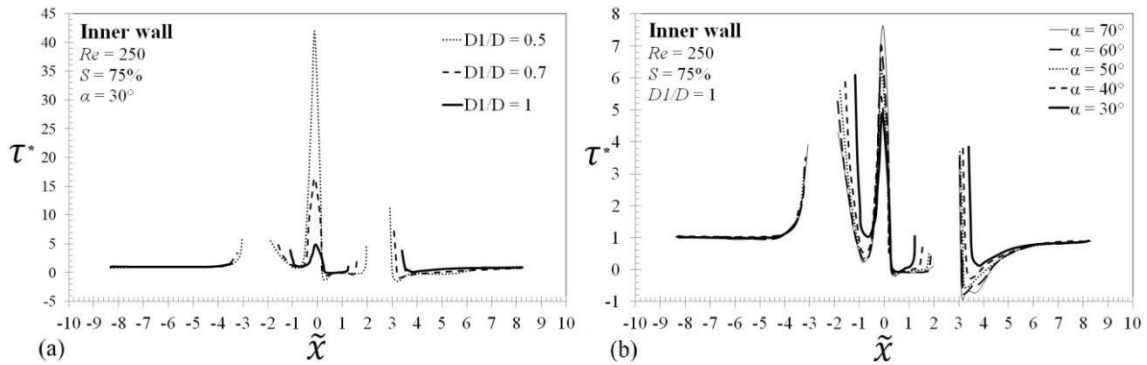 Inner wall
Re = 250
S = 75%
α = 30°
D1/D = 0.5
D1/D = 0.7
D1/D = 1
45
40
35
30
25
20
15
10
5
0
-5
τ*
-10 -9 -8 -7 -6 -5 -4 -3 -2 -1 0 1 2 3 4 5 6 7 8 9 10
(a)
x̃
Inner wall
Re = 250
S = 75%
D1/D = 1
α = 70°
α = 60°
α = 50°
α = 40°
α = 30°
8
7
6
5
4
3
2
1
0
-1
τ*
-10 -9 -8 -7 -6 -5 -4 -3 -2 -1 0 1 2 3 4 5 6 7 8 9 10
(b)
x̃